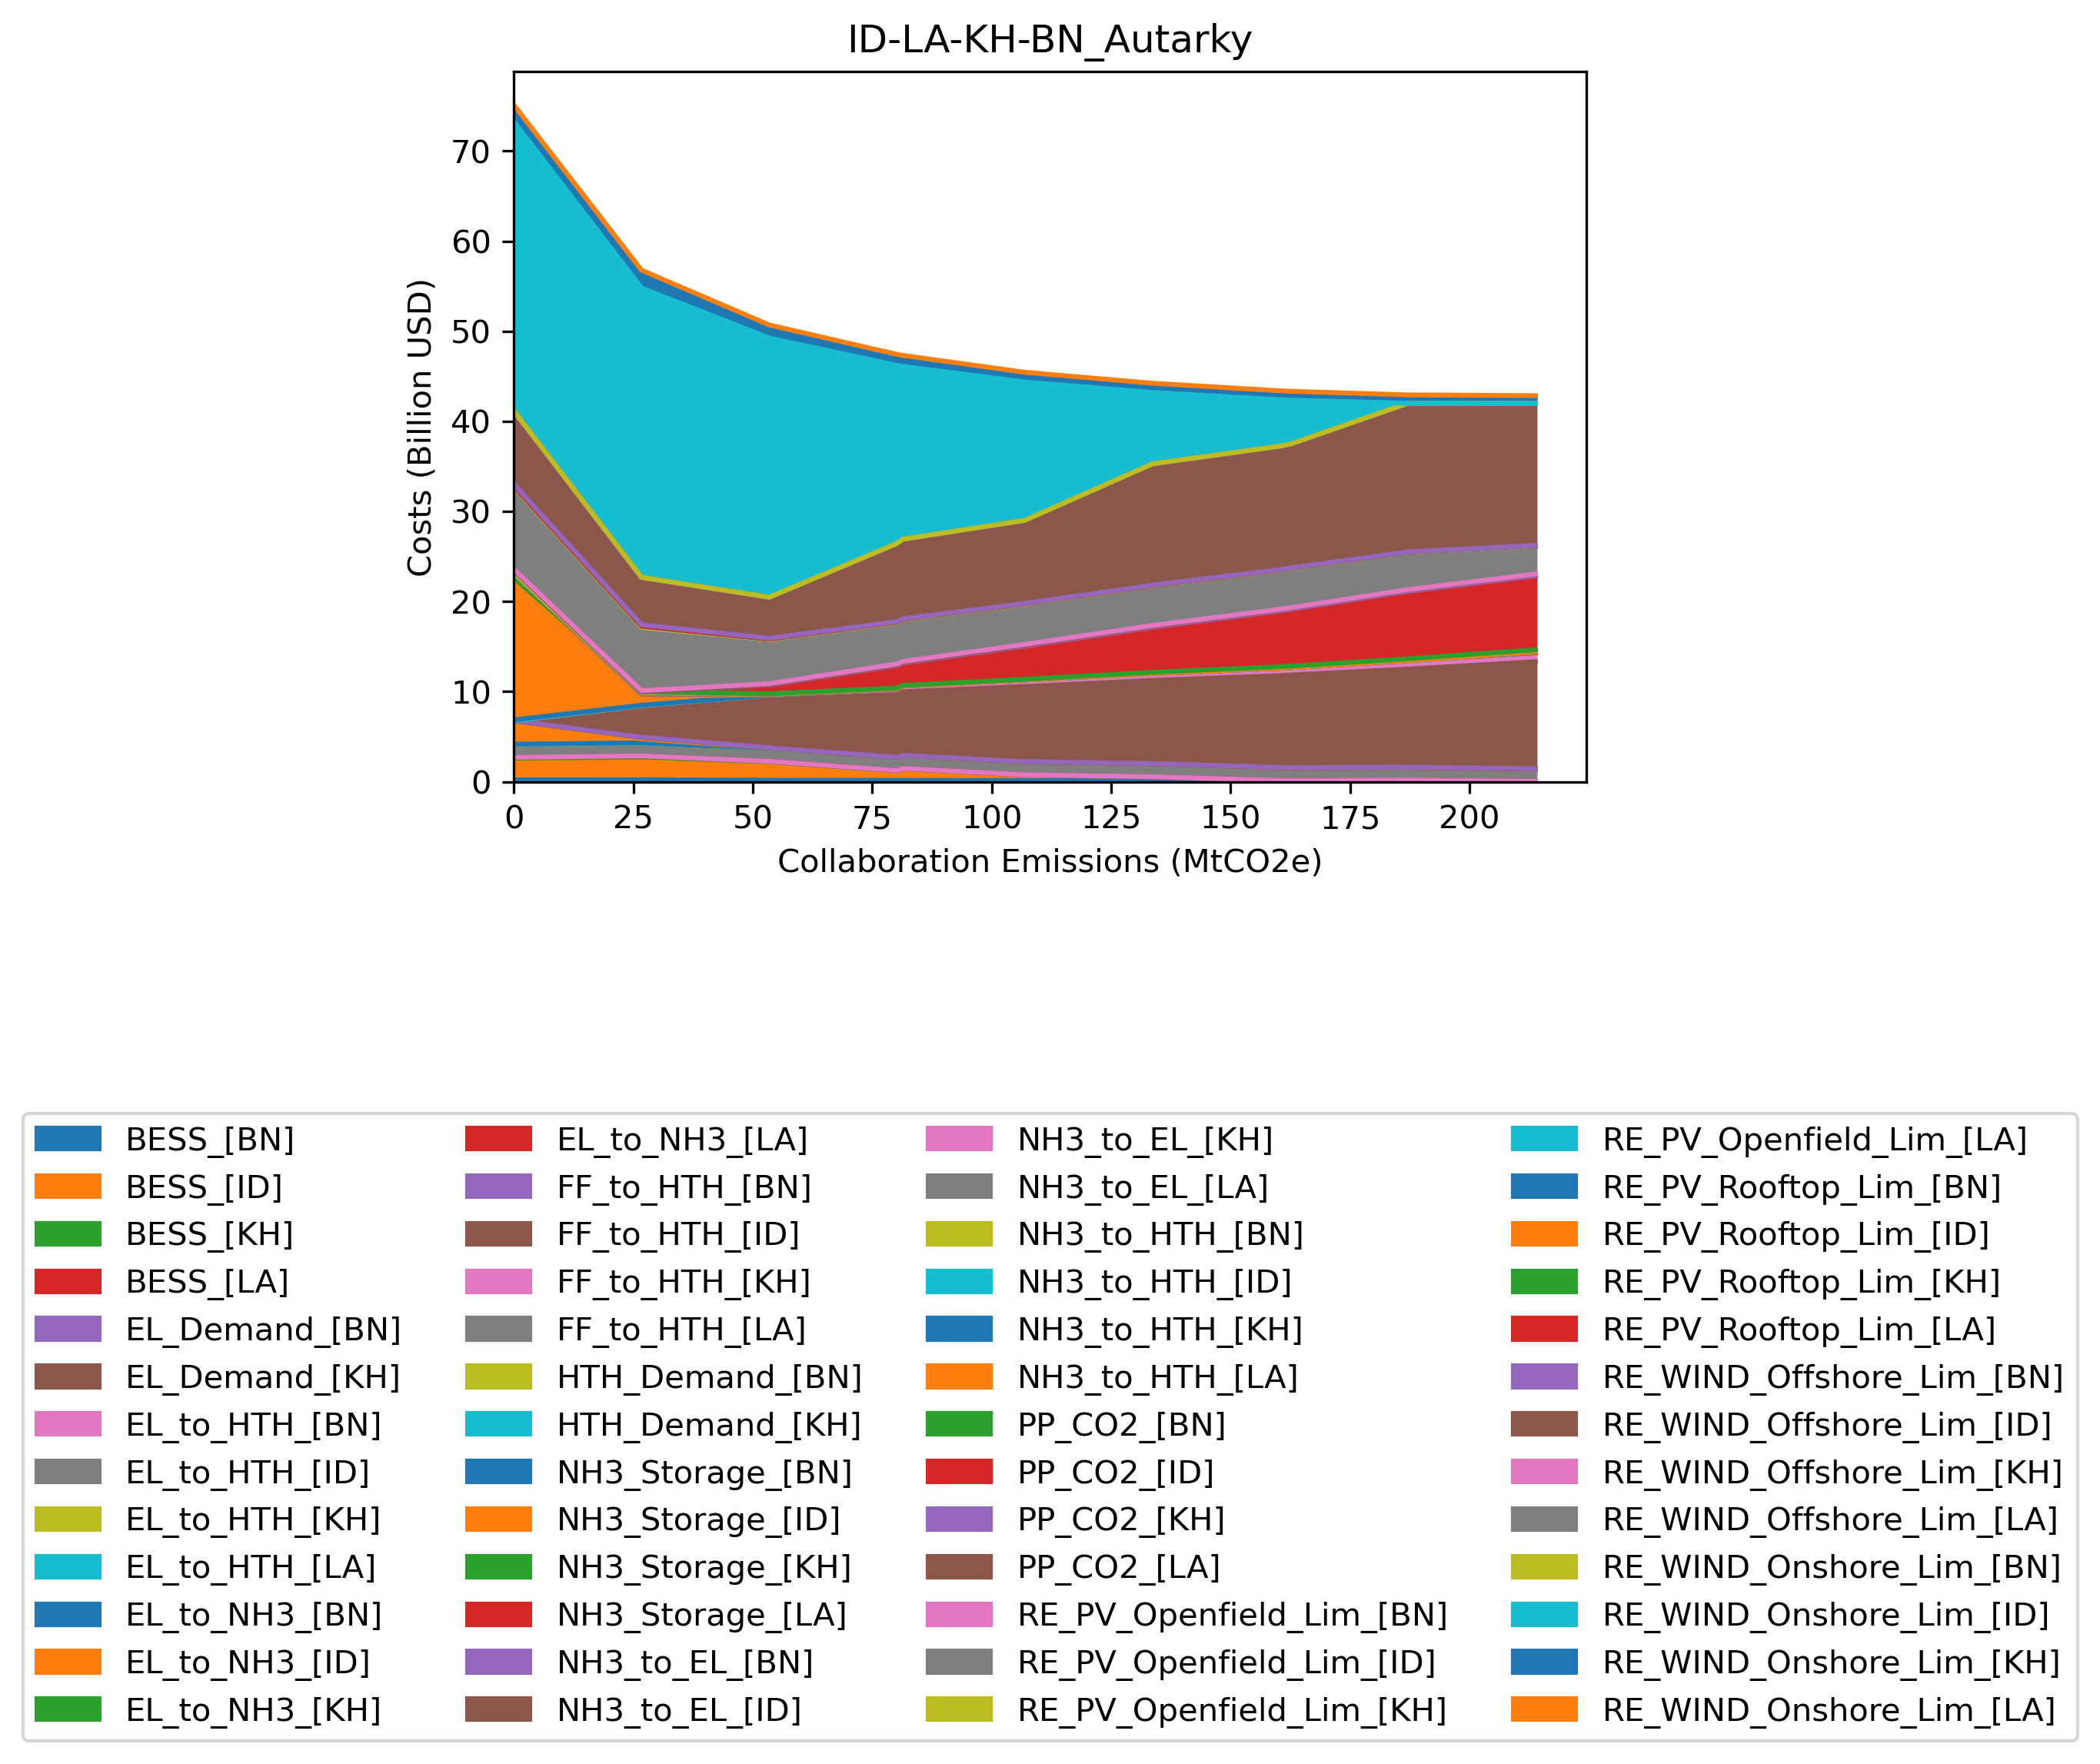 ID-LA-KH-BN_Autarky
Costs (Billion USD)
70
60
50
40
30
20
10
0
0 25 50 75 100 125 150 175 200
Collaboration Emissions (MtCO2e)
BESS_[BN]
BESS_[ID]
BESS_[KH]
BESS_[LA]
EL_Demand_[BN]
EL_Demand_[KH]
EL_to_HTH_[BN]
EL_to_HTH_[ID]
EL_to_HTH_[KH]
EL_to_HTH_[LA]
EL_to_NH3_[BN]
EL_to_NH3_[ID]
EL_to_NH3_[KH]
EL_to_NH3_[LA]
FF_to_HTH_[BN]
FF_to_HTH_[ID]
FF_to_HTH_[KH]
FF_to_HTH_[LA]
HTH_Demand_[BN]
HTH_Demand_[KH]
NH3_Storage_[BN]
NH3_Storage_[ID]
NH3_Storage_[KH]
NH3_Storage_[LA]
NH3_to_EL_[BN]
NH3_to_EL_[ID]
NH3_to_EL_[KH]
NH3_to_EL_[LA]
NH3_to_HTH_[BN]
NH3_to_HTH_[ID]
NH3_to_HTH_[KH]
NH3_to_HTH_[LA]
PP_CO2_[BN]
PP_CO2_[ID]
PP_CO2_[KH]
PP_CO2_[LA]
RE_PV_Openfield_Lim_[BN]
RE_PV_Openfield_Lim_[ID]
RE_PV_Openfield_Lim_[KH]
RE_PV_Openfield_Lim_[LA]
RE_PV_Rooftop_Lim_[BN]
RE_PV_Rooftop_Lim_[ID]
RE_PV_Rooftop_Lim_[KH]
RE_PV_Rooftop_Lim_[LA]
RE_WIND_Offshore_Lim_[BN]
RE_WIND_Offshore_Lim_[ID]
RE_WIND_Offshore_Lim_[KH]
RE_WIND_Offshore_Lim_[LA]
RE_WIND_Onshore_Lim_[BN]
RE_WIND_Onshore_Lim_[ID]
RE_WIND_Onshore_Lim_[KH]
RE_WIND_Onshore_Lim_[LA]